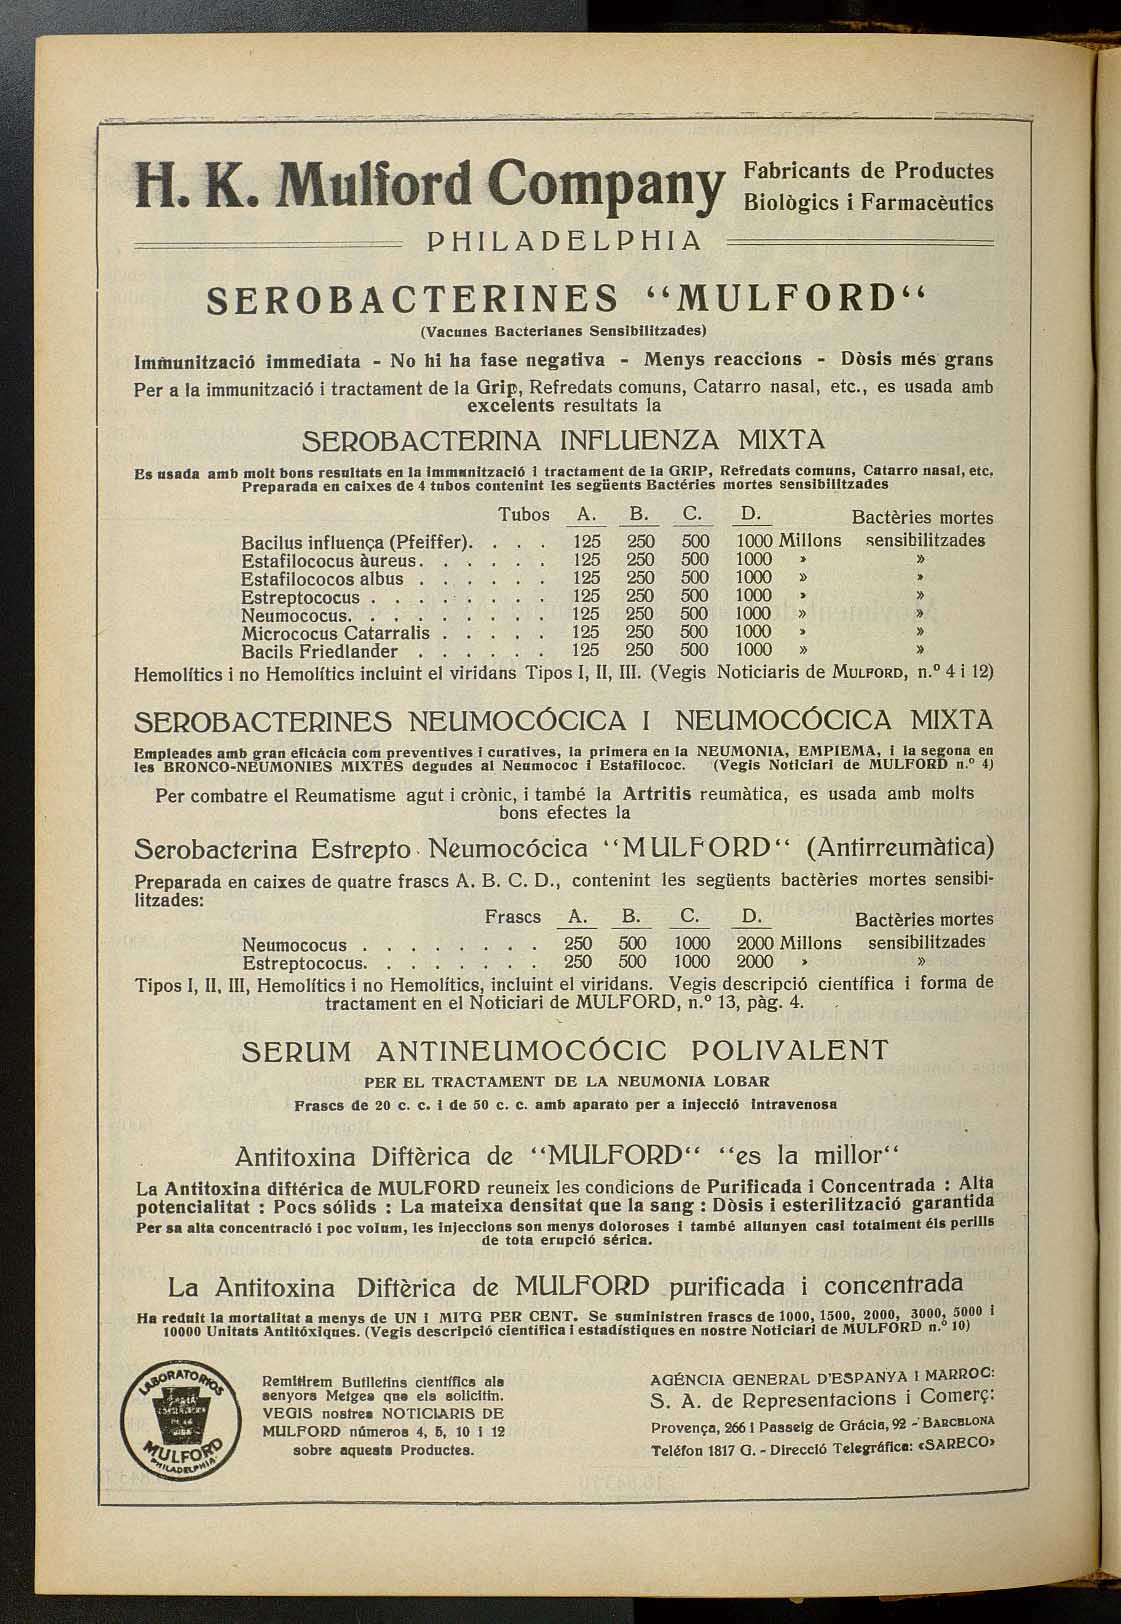 H. K. Mulford Company
Fabricants de Productes
Biològics i Farmacèutics
PHILADELPHIA
SEROBACTERINES “MULFORD“
(Vacunes Bacterianes Sensibilitzades)
Immunització immediata - No hi ha fase negativa - Menys reaccions - Dòsis més grans
Per a la immunització i tractament de la Grip, Refredats comuns, Catarro nasal, etc., es usada amb
excelents resultats la
SEROBACTERINA INFLUENZA MIXTA
Es usada amb molt bons resultats en la immunització i tractament de la GRIP, Refredats comuns, Catarro nasal, etc.
Preparada en caixes de 4 tubos contenint les següents Bactéries mortes sensibilitzades
Tubos A. B. C. D. Bactèries mortes
Bacilus influença (Pfeiffer). . . . 125 250 500 1000 Millons sensibilitzades
Estafilococus àureus. . . . . . . 125 250 500 1000 » »
Estafilococos albus . . . . . . . 125 250 500 1000 » »
Estreptococus . . . . . . . . . 125 250 500 1000 » »
Neumococus. . . . . . . . . . 125 250 500 1000 » »
Micrococus Catarralis . . . . . . 125 250 500 1000 » »
Bacils Friedlander . . . . . . . 125 250 500 1000 » »
Hemolítics i no Hemolítics incluint el viridans Tipos I, II, III. (Vegis Noticiaris de MULFORD, n.º 4 i 12)
SEROBACTERINES NEUMOCÓCICA I NEUMOCÓCICA MIXTA
Empleades amb gran eficàcia com preventives i curatives, la primera en la NEUMONIA, EMPIEMA, i la segona en
les BRONCO-NEUMONIES MIXTES degudes al Neumococ i Estafilococ. (Vegis Noticiari de MULFORD n.º 4)
Per combatre el Reumatisme agut i crònic, i també la Artritis reumàtica, es usada amb molts
bons efectes la
Serobacterina Estrepto-Neumocócica “MULFORD“ (Antirreumàtica)
Preparada en caixes de quatre frascs A. B. C. D., contenint les següents bactèries mortes sensibi-
litzades:
Frascs A. B. C. D. Bactèries mortes
Neumococus . . . . . . . . . 250 500 1000 2000 Millons sensibilitzades
Estreptococus. . . . . . . . . 250 500 1000 2000 » »
Tipos I, II, III, Hemolítics i no Hemolítics, incluint el viridans. Vegis descripció científica i forma de
tractament en el Noticiari de MULFORD, n.º 13, pàg. 4.
SERUM ANTINEUMOCÓCIC POLIVALENT
PER EL TRACTAMENT DE LA NEUMONIA LOBAR
Frascs de 20 c. c. i de 50 c. c. amb aparato per a injecció intravenosa
Antitoxina Diftèrica de “MULFORD“ “es la millor“
La Antitoxina diftérica de MULFORD reuneix les condicions de Purificada i Concentrada : Alta
potencialitat : Pocs sólids : La mateixa densitat que la sang : Dòsis i esterilització garantida
Per sa alta concentració i poc volum, les injeccions son menys doloroses i també allunyen casi totalment éls perills
de tota erupció sérica.
La Antitoxina Diftèrica de MULFORD purificada i concentrada
Ha reduit la mortalitat a menys de UN I MITG PER CENT. Se suministren frascs de 1000, 1500, 2000, 3000, 5000 i
10000 Unitats Antitóxiques. (Vegis descripció cientifica i estadístiques en nostre Noticiari de MULFORD n.º 10)
LABORATORIOS
MULFORD
PHILADELPHIA
Remitirem Butlletins científics als
senyors Metges que els solicitin.
VEGIS nostres NOTICIARIS DE
MULFORD números 4, 5, 10 i 12
sobre aquests Productes.
AGÉNCIA GENERAL D'ESPANYA I MARROC:
S. A. de Representacions i Comerç:
Provença, 266 i Passeig de Grácia, 92 - BARCELONA
Teléfon 1817 G. - Direcció Telegráfica: «SARECO»